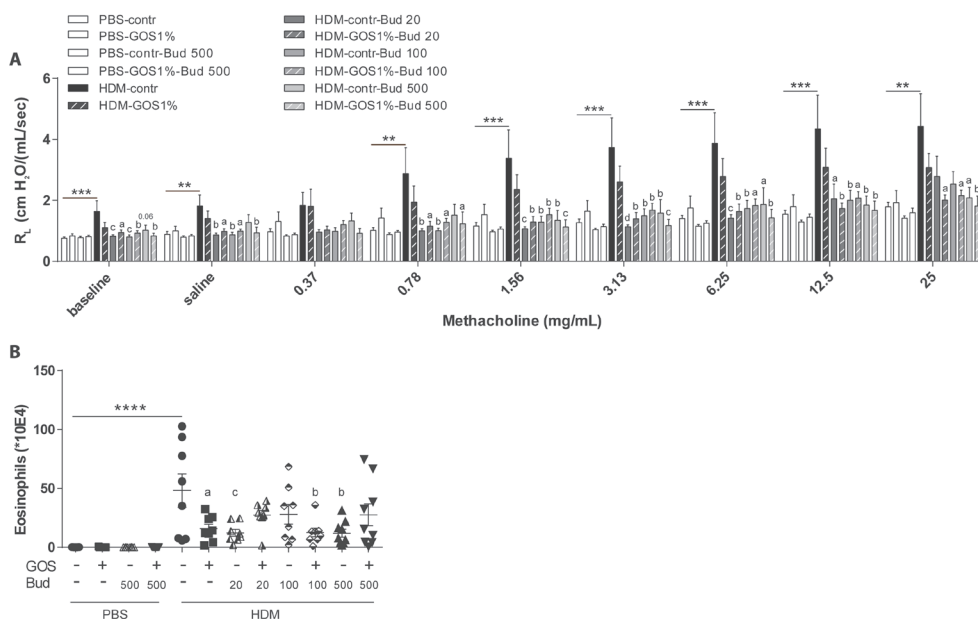 PBS-contr
PBS-GOS1%
PBS-contr-Bud 500
PBS-GOS1%-Bud 500
HDM-contr
HDM-GOS1%
HDM-contr-Bud 20
HDM-GOS1%-Bud 20
HDM-contr-Bud 100
HDM-GOS1%-Bud 100
HDM-contr-Bud 500
HDM-GOS1%-Bud 500
A
RL (cm H2O/(mL/sec)
6
4
2
0
*** ** ** *** *** *** *** **
c a c b 0.06 b
b a b a b
b a b b a b
c b b b b c
d b b b b c
c b b b a b
a b a b b
a a a b
baseline saline 0.37 0.78 1.56 3.13 6.25 12.5 25
Methacholine (mg/mL)
B
Eosinophils (*10E4)
150
100
50
0
****
a c b b
GOS - + - + - + - + - + - +
Bud - - 500 500 - - 20 20 100 100 500 500
PBS HDM